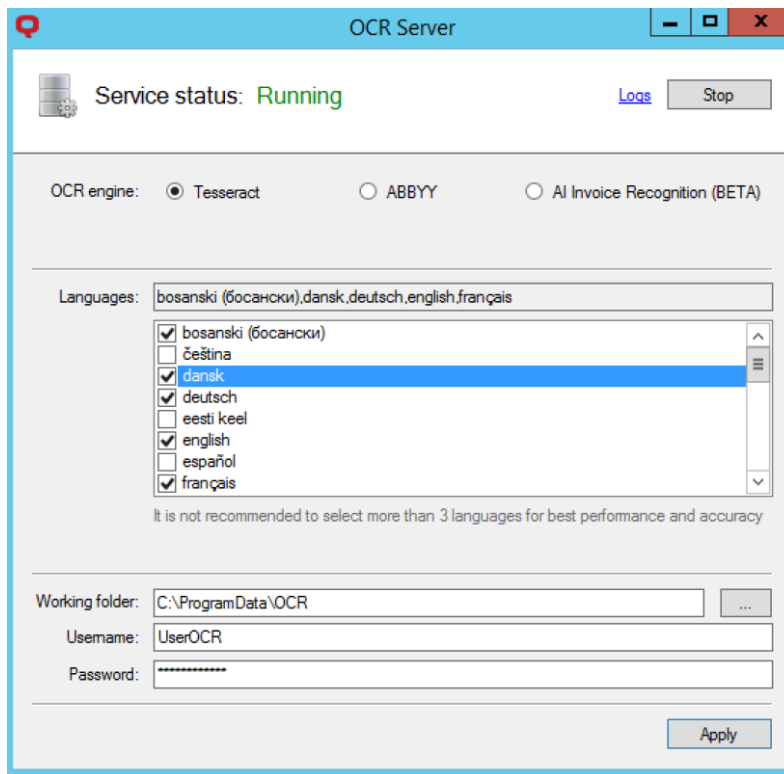 OCR Server
Service status: Running Logs Stop
OCR engine: Tesseract ABBYY AI Invoice Recognition (BETA)
Languages: bosanski (босански),dansk,deutsch,english,français
bosanski (босански)
čeština
dansk
deutsch
eesti keel
english
español
français
It is not recommended to select more than 3 languages for best performance and accuracy
Working folder: C:\ProgramData\OCR ...
Username: UserOCR
Password: ************
Apply